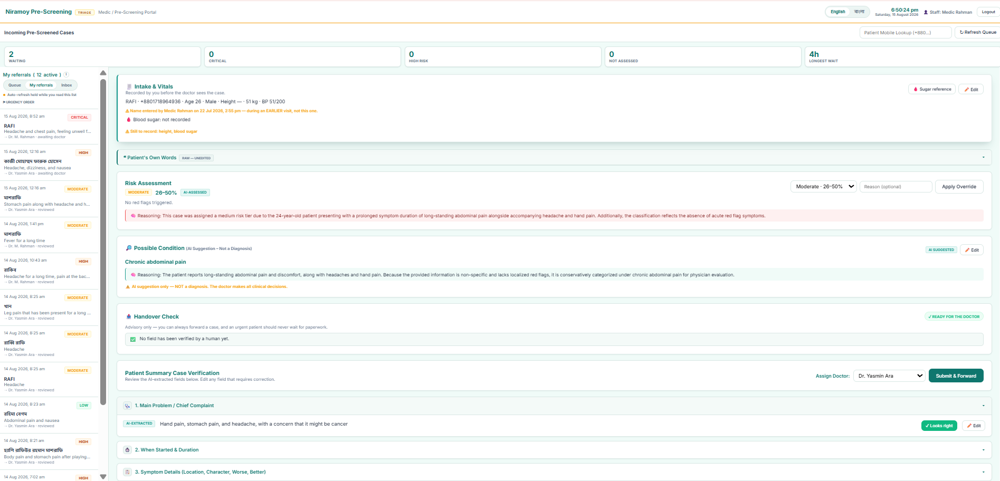 Niramoy Pre-Screening TRIAGE Medic / Pre-Screening Portal
English বাংলা
6:50:24 pm
Saturday, 15 August 2026
Staff: Medic Rahman
Logout
Incoming Pre-Screened Cases
Patient Mobile Lookup (+880...)
↻ Refresh Queue
2
WAITING
0
CRITICAL
0
HIGH RISK
0
NOT ASSESSED
4h
LONGEST WAIT
My referrals ( 12 active ) i
Queue My referrals Inbox
Auto-refresh held while you read this list
URGENCY ORDER
15 Aug 2026, 8:52 am CRITICAL
RAFI
Headache and chest pain, feeling unwell f...
→ Dr. M. Rahman · awaiting doctor
15 Aug 2026, 12:16 am HIGH
কাজী মোহাম্মদ ফারুক হোসেন
Headache, dizziness, and nausea
→ Dr. Yasmin Ara · awaiting doctor
15 Aug 2026, 12:16 am MODERATE
মাশরাফি
Stomach pain along with headache and h...
→ Dr. Yasmin Ara · reviewed
14 Aug 2026, 1:41 pm MODERATE
মাশরাফি
Fever for a long time
→ Dr. M. Rahman · reviewed
14 Aug 2026, 10:43 am HIGH
রাকিব
Headache for a long time, pain at the bac...
→ Dr. M. Rahman · reviewed
14 Aug 2026, 8:25 am MODERATE
খান
Leg pain that has been present for a long ...
→ Dr. Yasmin Ara · reviewed
14 Aug 2026, 8:25 am MODERATE
রাব্বি রাফি
Headache
→ Dr. Yasmin Ara · reviewed
14 Aug 2026, 8:25 am MODERATE
RAFI
Headache
→ Dr. Yasmin Ara · reviewed
14 Aug 2026, 8:23 am LOW
রহিমা বেগম
Abdominal pain and nausea
→ Dr. Yasmin Ara · reviewed
14 Aug 2026, 8:21 am HIGH
হ্যাপি রাফিউর রহমান মাশরাফি
Body pain and stomach pain after playing...
→ Dr. Yasmin Ara · reviewed
14 Aug 2026, 7:02 am HIGH
Intake & Vitals
Recorded by you before the doctor sees the case.
Sugar reference
Edit
RAFI · +8801718964936 · Age 26 · Male · Height — · 51 kg · BP 51/200
Name entered by Medic Rahman on 22 Jul 2026, 2:55 pm — during an EARLIER visit, not this one.
Blood sugar: not recorded
Still to record: height, blood sugar
❝ Patient's Own Words RAW — UNEDITED
Risk Assessment
MODERATE 26–50% AI-ASSESSED
Moderate · 26–50%
Reason (optional)
Apply Override
No red flags triggered.
Reasoning: This case was assigned a medium risk tier due to the 24-year-old patient presenting with a prolonged symptom duration of long-standing abdominal pain alongside accompanying headache and hand pain. Additionally, the classification reflects the absence of acute red flag symptoms.
Possible Condition (AI Suggestion – Not a Diagnosis)
AI SUGGESTED
Edit
Chronic abdominal pain
Reasoning: The patient reports long-standing abdominal pain and discomfort, along with headaches and hand pain. Because the provided information is non-specific and lacks localized red flags, it is conservatively categorized under chronic abdominal pain for physician evaluation.
AI suggestion only — NOT a diagnosis. The doctor makes all clinical decisions.
Handover Check
✓ READY FOR THE DOCTOR
Advisory only — you can always forward a case, and an urgent patient should never wait for paperwork.
No field has been verified by a human yet.
Patient Summary Case Verification
Review the AI-extracted fields below. Edit any field that requires correction.
Assign Doctor: Dr. Yasmin Ara
Submit & Forward
1. Main Problem / Chief Complaint
AI-EXTRACTED Hand pain, stomach pain, and headache, with a concern that it might be cancer
✓ Looks right
Edit
2. When Started & Duration
3. Symptom Details (Location, Character, Worse, Better)